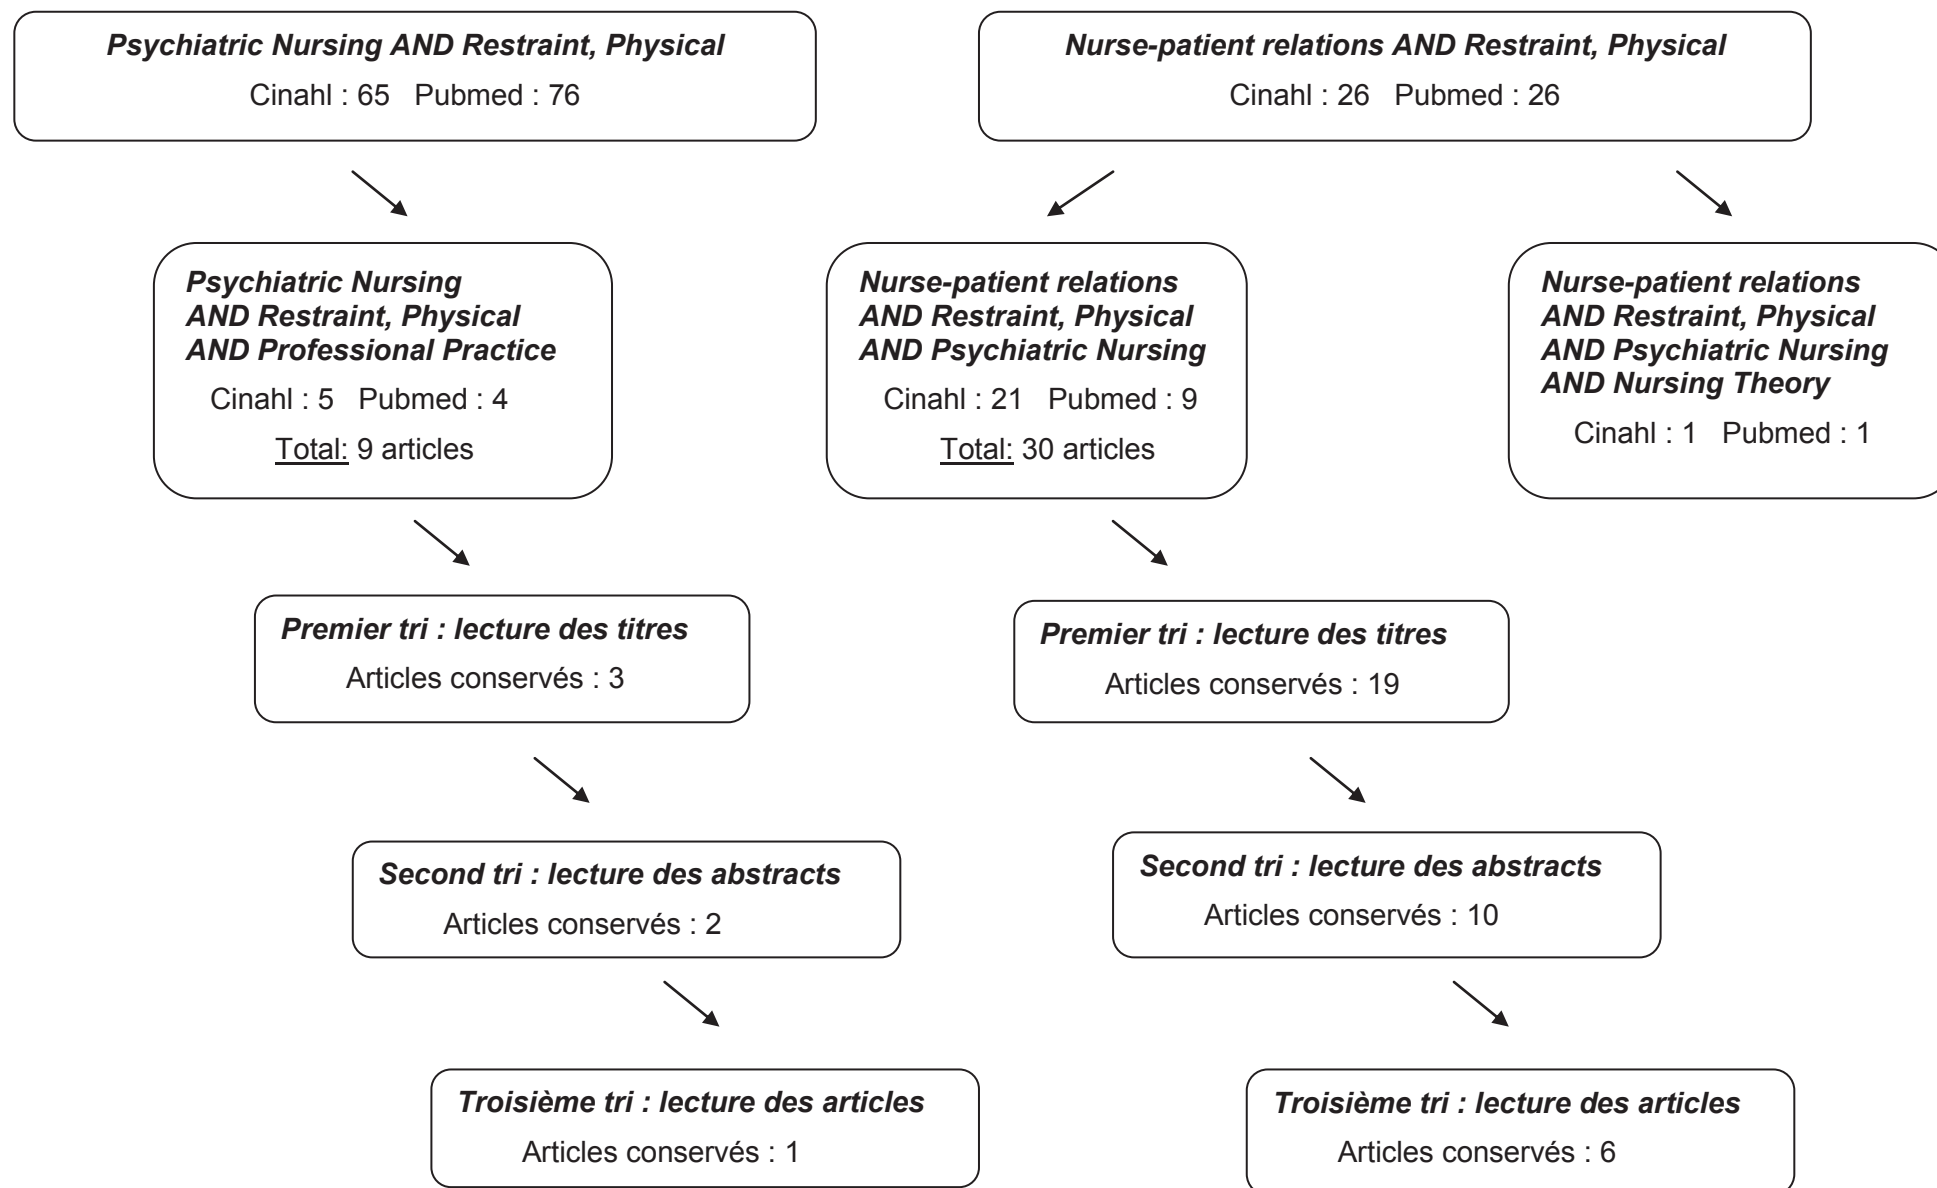 Psychiatric Nursing AND Restraint, Physical
Cinahl : 65 Pubmed : 76
Nurse-patient relations AND Restraint, Physical
Cinahl : 26 Pubmed : 26
Psychiatric Nursing
AND Restraint, Physical
AND Professional Practice
Cinahl : 5 Pubmed : 4
Total: 9 articles
Nurse-patient relations
AND Restraint, Physical
AND Psychiatric Nursing
Cinahl : 21 Pubmed : 9
Total: 30 articles
Nurse-patient relations
AND Restraint, Physical
AND Psychiatric Nursing
AND Nursing Theory
Cinahl : 1 Pubmed : 1
Premier tri : lecture des titres
Articles conservés : 3
Premier tri : lecture des titres
Articles conservés : 19
Second tri : lecture des abstracts
Articles conservés : 2
Second tri : lecture des abstracts
Articles conservés : 10
Troisième tri : lecture des articles
Articles conservés : 1
Troisième tri : lecture des articles
Articles conservés : 6